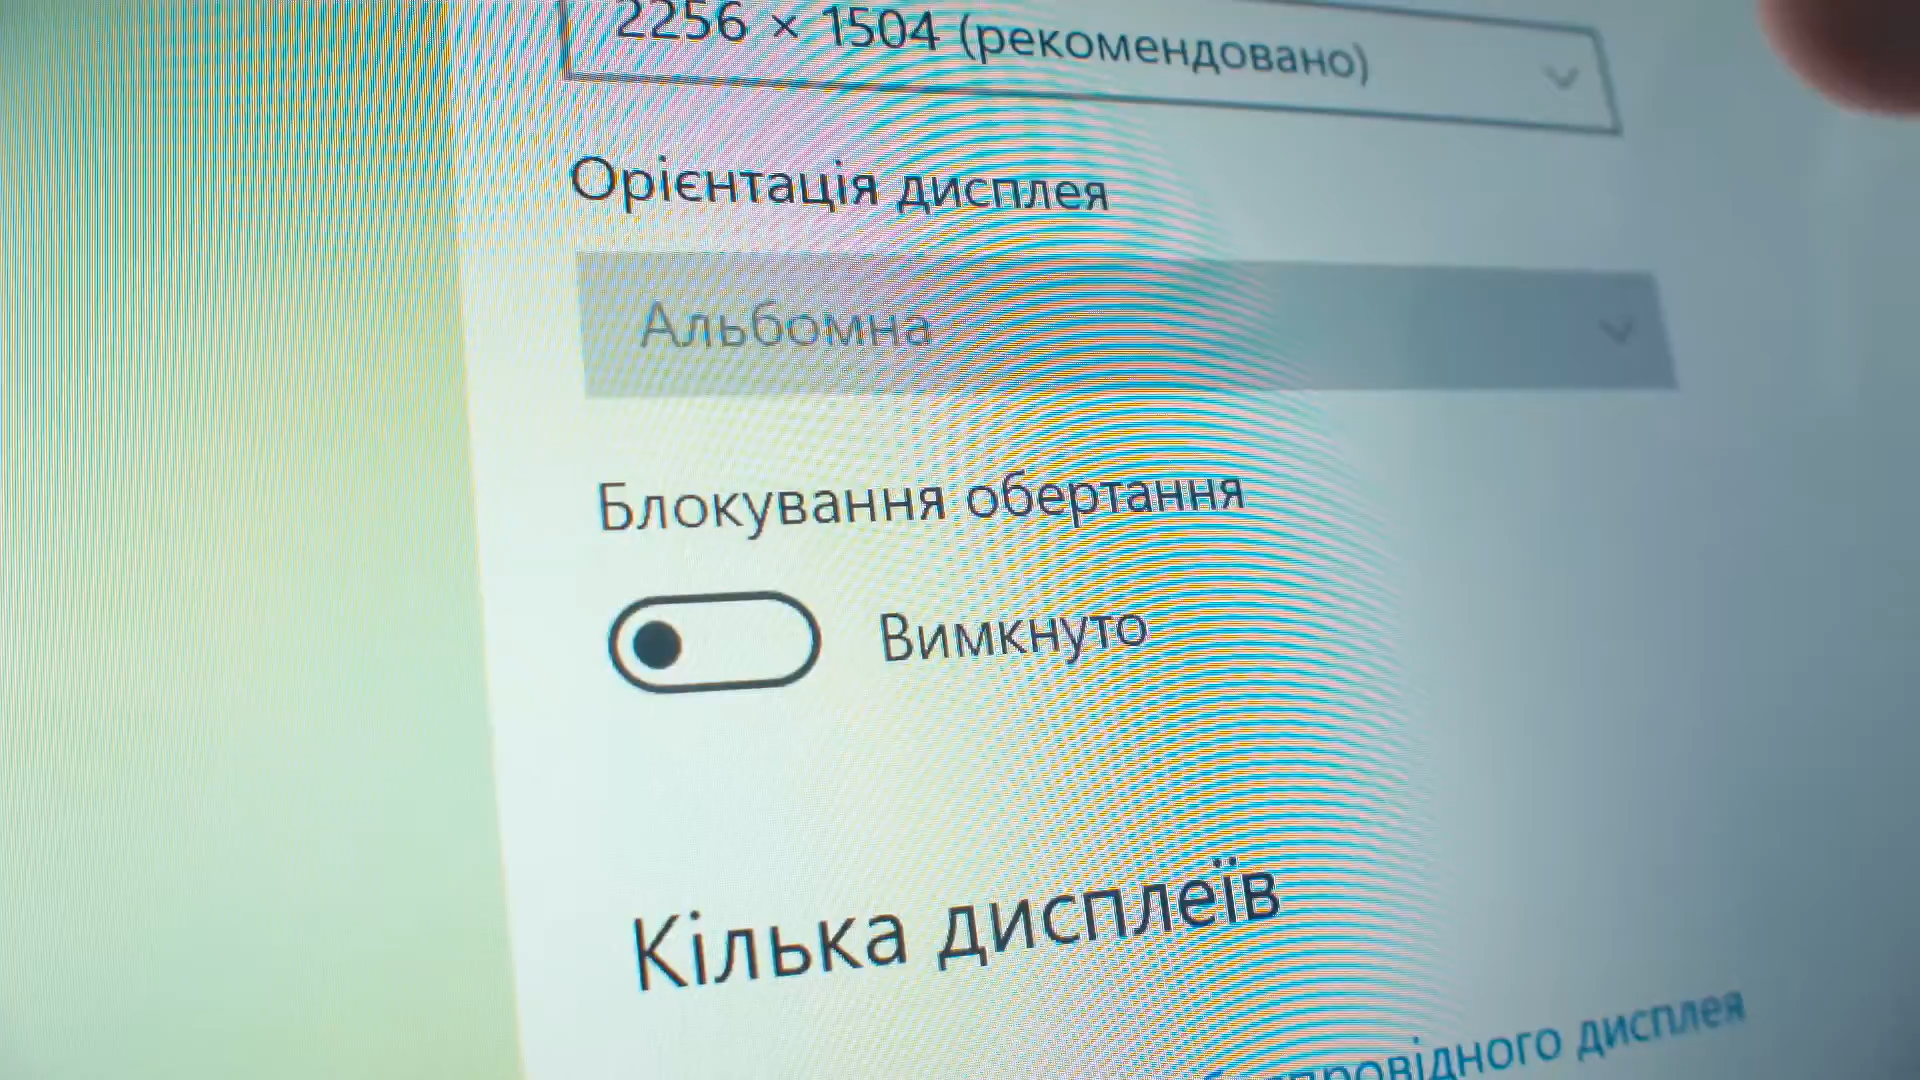 2256 × 1504 (рекомендовано)
Орієнтація дисплея
Альбомна
Блокування обертання
Вимкнуто
Кілька дисплеїв
дисплея